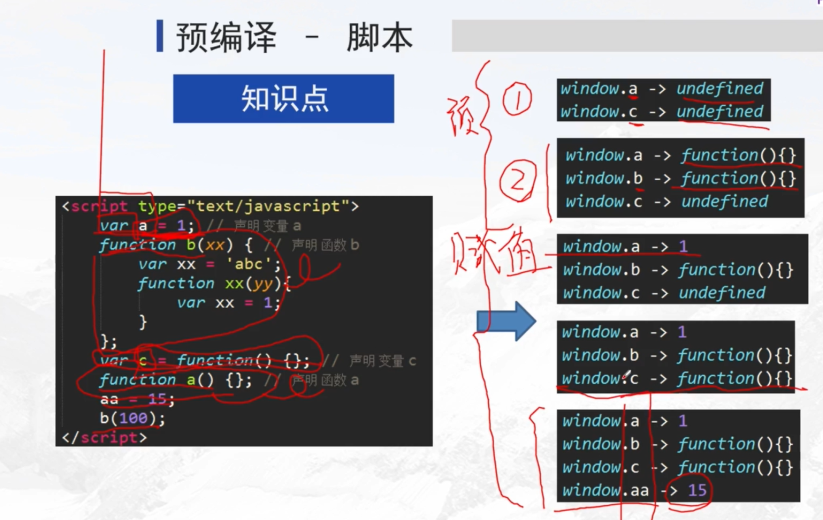 预编译 - 脚本
知识点
<script type="text/javascript">
var a = 1; // 声明变量a
function b(xx) { // 声明函数b
var xx = 'abc';
function xx(yy){
var xx = 1;
}
};
var c = function() {}; // 声明变量c
function a() {}; // 声明函数a
aa = 15;
b(100);
</script>
预
①
window.a -> undefined
window.c -> undefined
②
window.a -> function(){}
window.b -> function(){}
window.c -> undefined
赋值
window.a -> 1
window.b -> function(){}
window.c -> undefined
window.a -> 1
window.b -> function(){}
window.c -> function(){}
window.a -> 1
window.b -> function(){}
window.c -> function(){}
window.aa -> 15